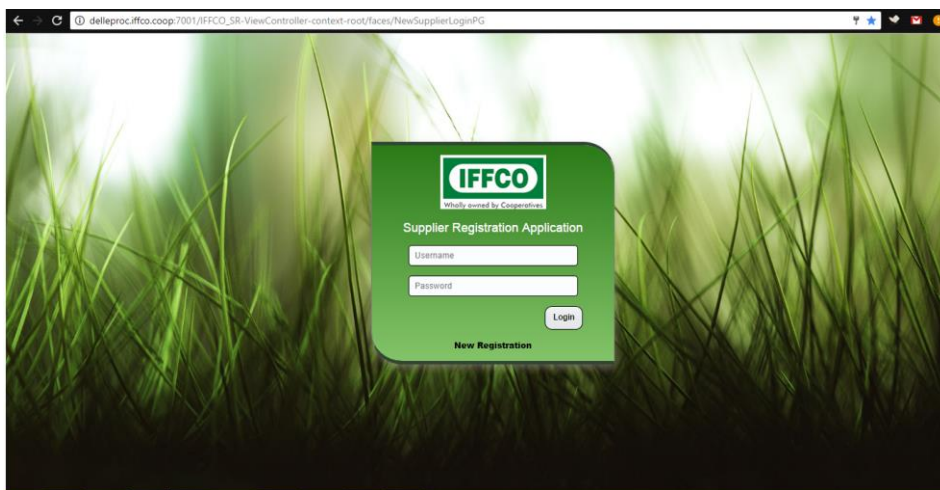 delleproc.iffco.coop:7001/IFFCO_SR-ViewController-context-root/faces/NewSupplierLoginPG
IFFCO
Wholly owned by Cooperatives
Supplier Registration Application
Username
Password
Login
New Registration